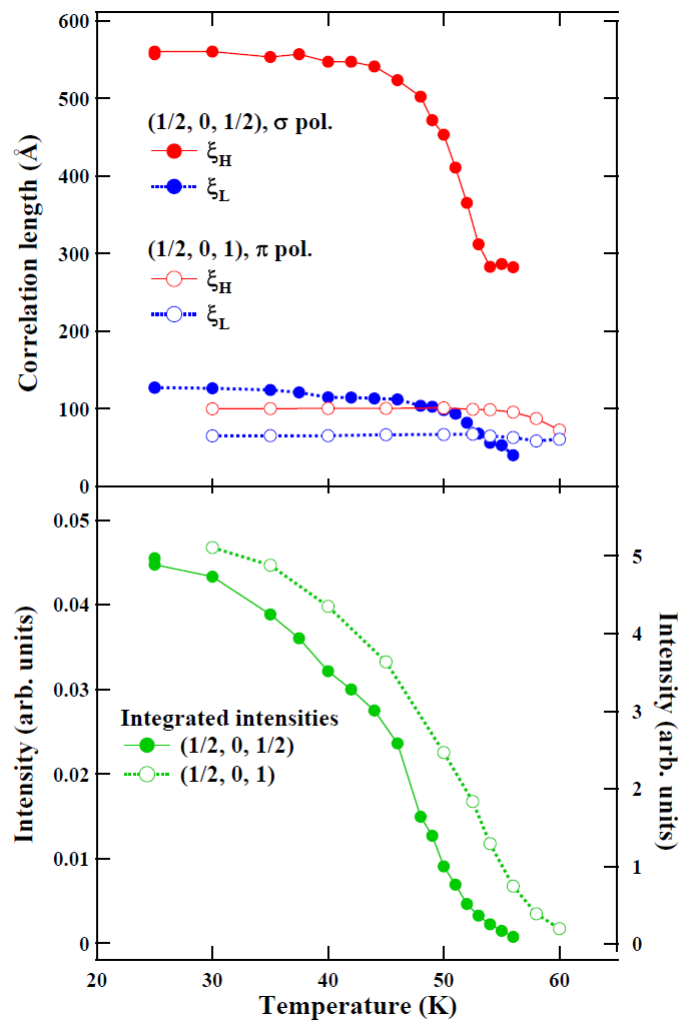 600
500
400
300
200
100
0
Correlation length (Å)
(1/2, 0, 1/2), σ pol.
ξH
ξL
(1/2, 0, 1), π pol.
ξH
ξL
0.05
0.04
0.03
0.02
0.01
0
Intensity (arb. units)
Integrated intensities
(1/2, 0, 1/2)
(1/2, 0, 1)
5
4
3
2
1
0
Intensity (arb. units)
20
30
40
50
60
Temperature (K)